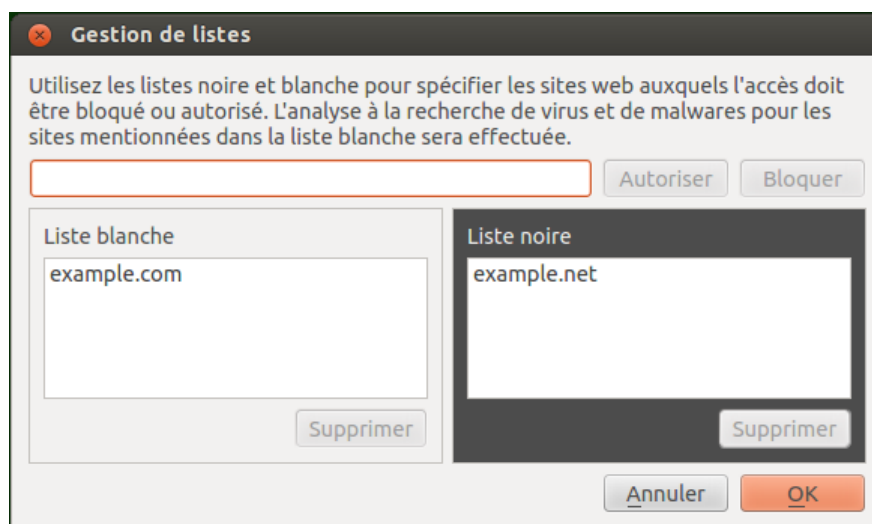 Gestion de listes
Utilisez les listes noire et blanche pour spécifier les sites web auxquels l'accès doit
être bloqué ou autorisé. L'analyse à la recherche de virus et de malwares pour les
sites mentionnées dans la liste blanche sera effectuée.
Autoriser
Bloquer
Liste blanche
example.com
Supprimer
Liste noire
example.net
Supprimer
Annuler
OK